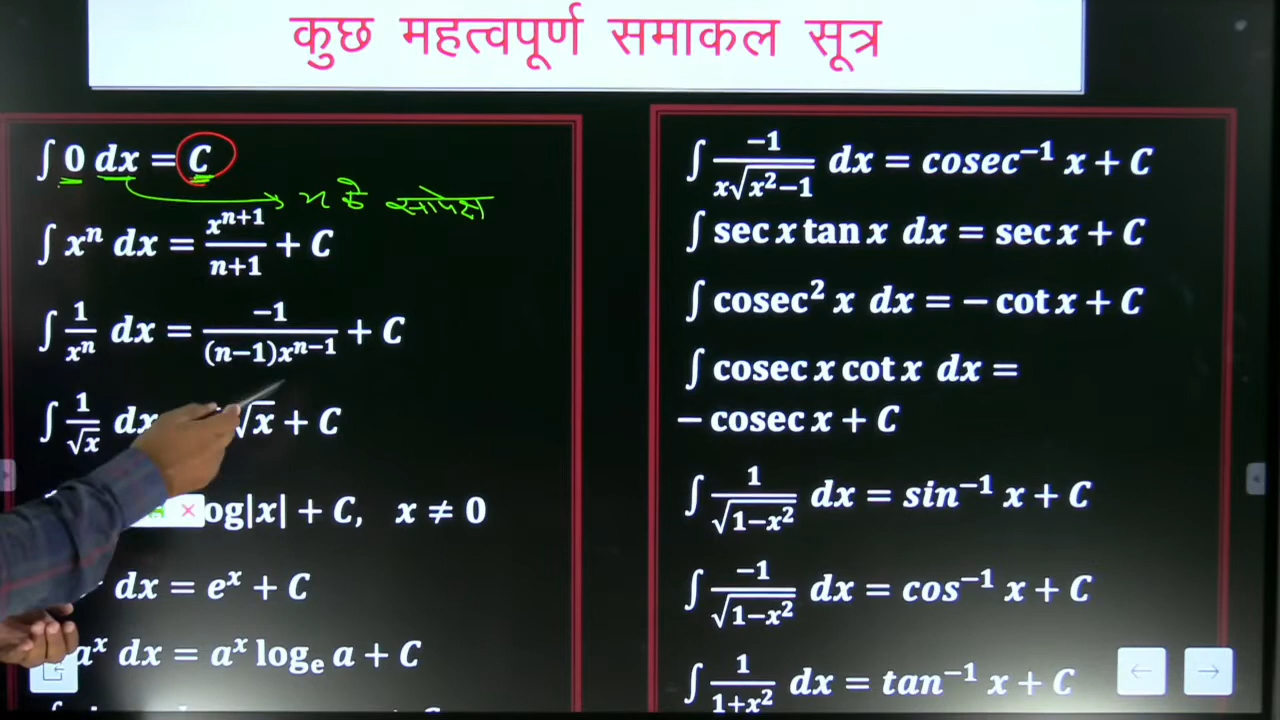 कुछ महत्वपूर्ण समाकल सूत्र
∫ 0 dx = C
x के सापेक्ष
∫ xⁿ dx = xⁿ⁺¹/(n+1) + C
∫ 1/xⁿ dx = −1/((n−1)xⁿ⁻¹) + C
∫ 1/√x dx √x + C
og|x| + C, x ≠ 0
dx = eˣ + C
aˣ dx = aˣ logₑ a + C
∫ −1/(x√(x²−1)) dx = cosec⁻¹ x + C
∫ sec x tan x dx = sec x + C
∫ cosec² x dx = − cot x + C
∫ cosec x cot x dx =
− cosec x + C
∫ 1/√(1−x²) dx = sin⁻¹ x + C
∫ −1/√(1−x²) dx = cos⁻¹ x + C
∫ 1/(1+x²) dx = tan⁻¹ x + C